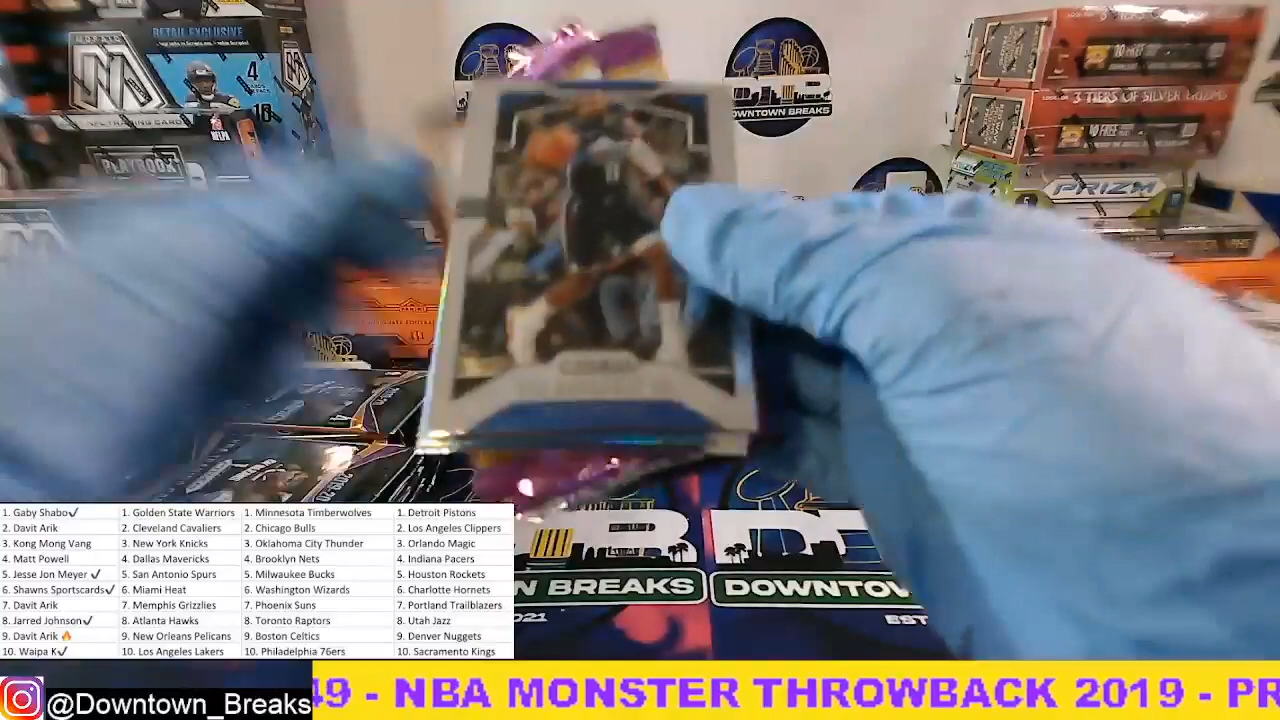 RETAIL EXCLUSIVE
4
NFL TRADING CARD
PLAYBOOK
NFLPA
DOWNTOWN BREAKS
3 TIERS OF SILVER PRIZMS
PRIZM
1. Gaby Shabo✓ 1. Golden State Warriors 1. Minnesota Timberwolves 1. Detroit Pistons
2. Davit Arik 2. Cleveland Cavaliers 2. Chicago Bulls 2. Los Angeles Clippers
3. Kong Mong Vang 3. New York Knicks 3. Oklahoma City Thunder 3. Orlando Magic
4. Matt Powell 4. Dallas Mavericks 4. Brooklyn Nets 4. Indiana Pacers
5. Jesse Jon Meyer ✓ 5. San Antonio Spurs 5. Milwaukee Bucks 5. Houston Rockets
6. Shawns Sportscards✓ 6. Miami Heat 6. Washington Wizards 6. Charlotte Hornets
7. Davit Arik 7. Memphis Grizzlies 7. Phoenix Suns 7. Portland Trailblazers
8. Jarred Johnson✓ 8. Atlanta Hawks 8. Toronto Raptors 8. Utah Jazz
9. Davit Arik 🔥 9. New Orleans Pelicans 9. Boston Celtics 9. Denver Nuggets
10. Waipa K✓ 10. Los Angeles Lakers 10. Philadelphia 76ers 10. Sacramento Kings
N BREAKS
DOWNTOW
EST
@Downtown_Breaks
49 - NBA MONSTER THROWBACK 2019 - PR